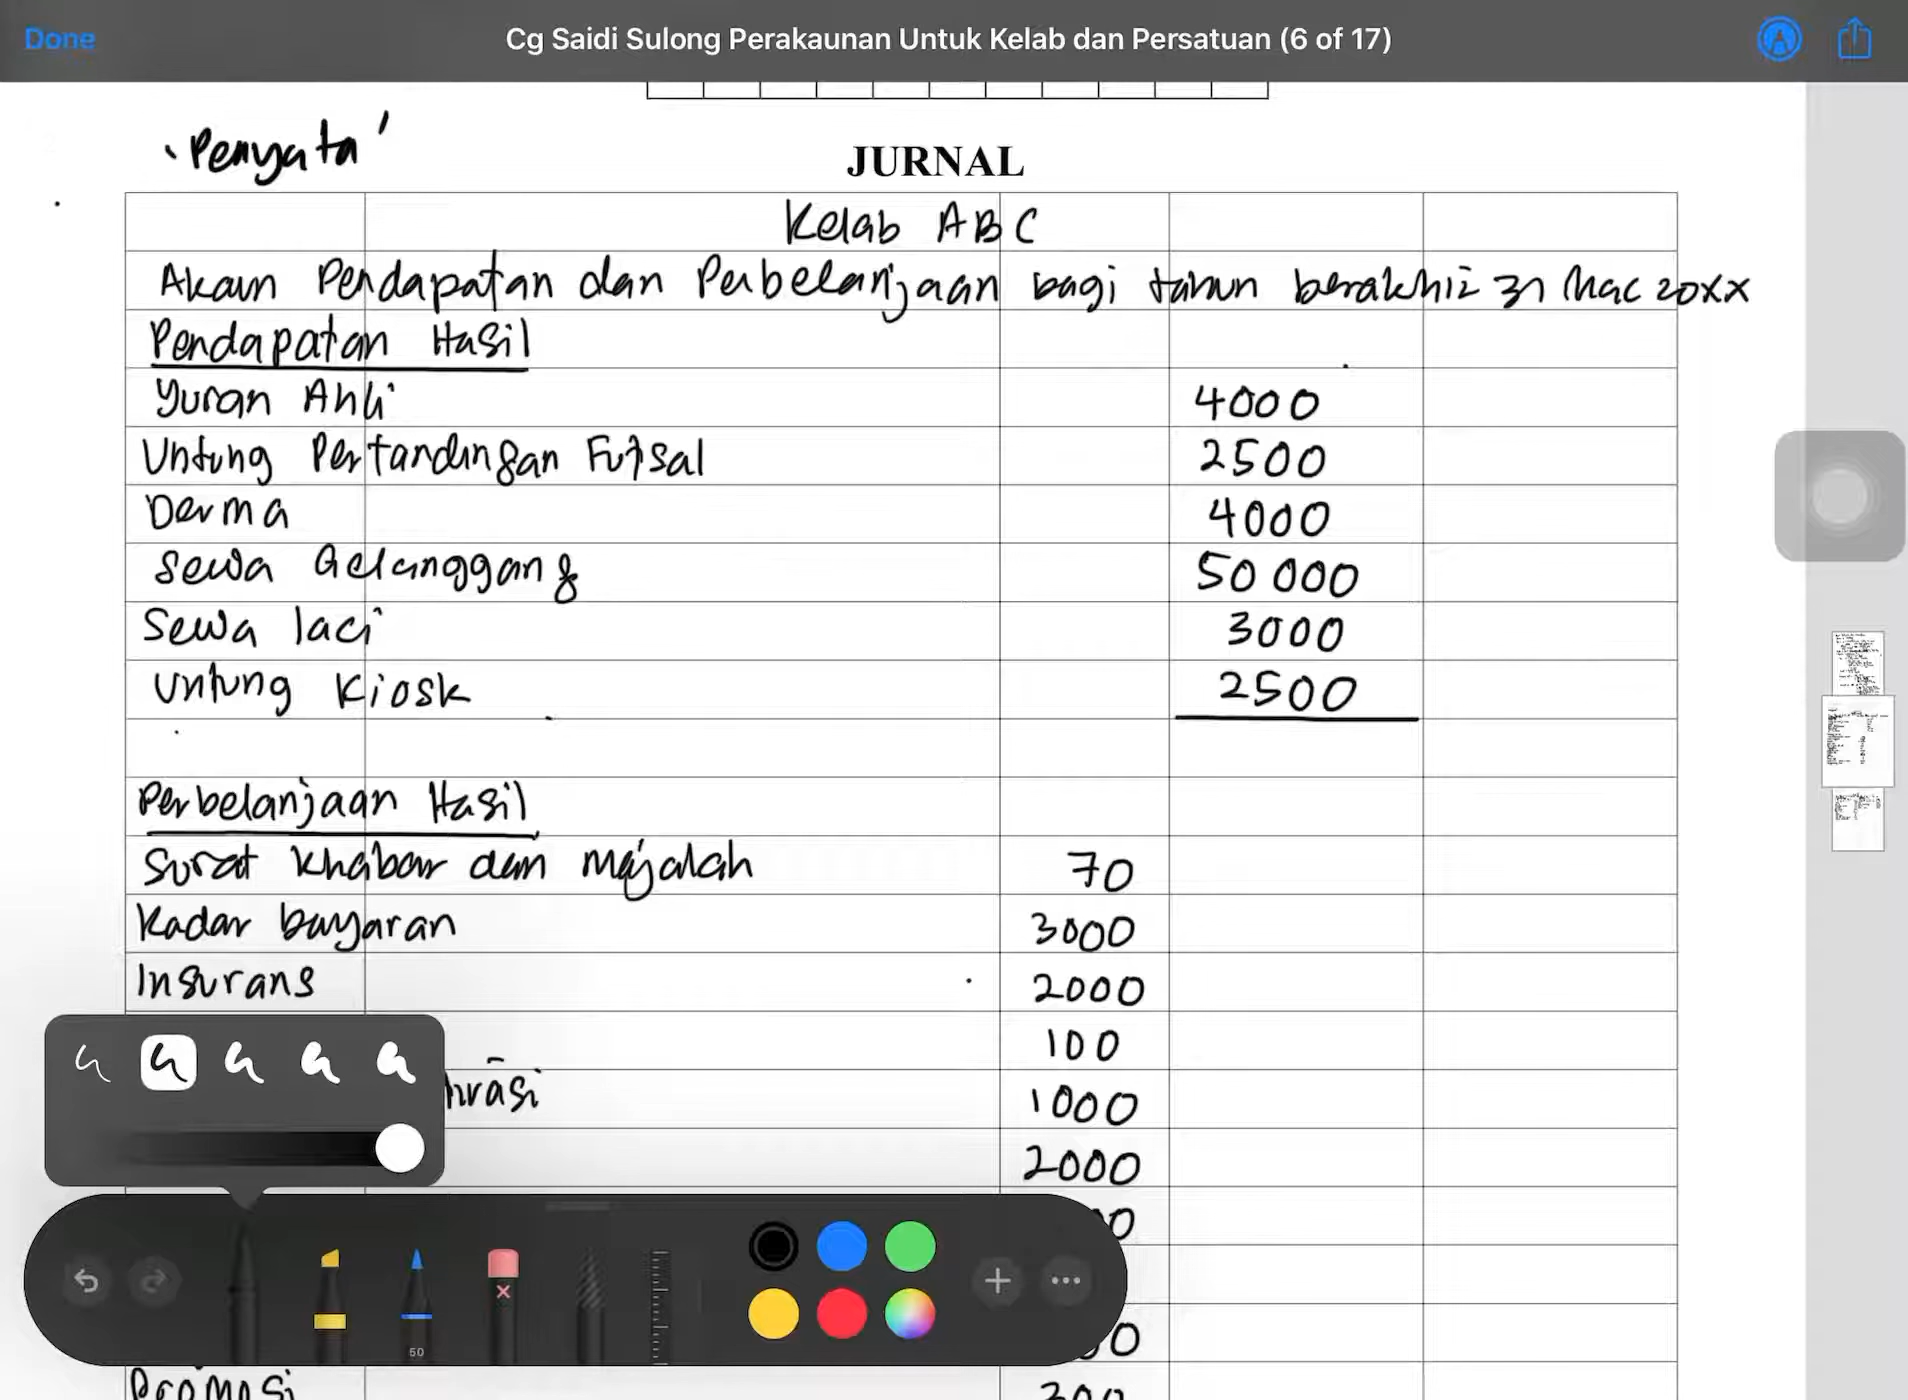 Done
Cg Saidi Sulong Perakaunan Untuk Kelab dan Persatuan (6 of 17)
'Penyata'
JURNAL
Kelab ABC
Akaun Pendapatan dan Perbelanjaan bagi tahun berakhir 31 Mac 20xx
Pendapatan Hasil
Yuran Ahli 4000
Untung Pertandingan Futsal 2500
Derma 4000
Sewa Gelanggang 50 000
Sewa laci 3000
Untung Kiosk 2500
Perbelanjaan Hasil
Surat Khabar dan Majalah 70
Kadar bayaran 3000
Insurans 2000
100
1000
2000
50
Promosi 300